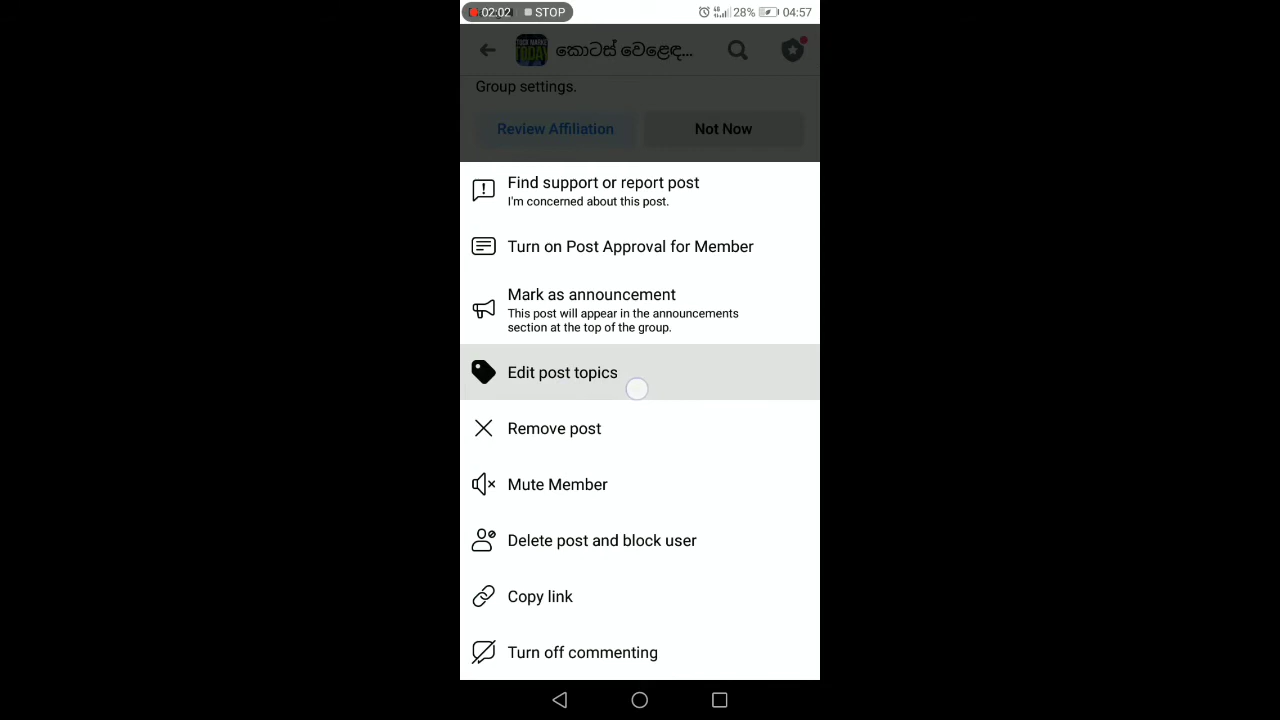 02:02 STOP 28% 04:57
කොටස් වෙළෙඳ...
Group settings.
Review Affiliation Not Now
Find support or report post
I'm concerned about this post.
Turn on Post Approval for Member
Mark as announcement
This post will appear in the announcements
section at the top of the group.
Edit post topics
Remove post
Mute Member
Delete post and block user
Copy link
Turn off commenting